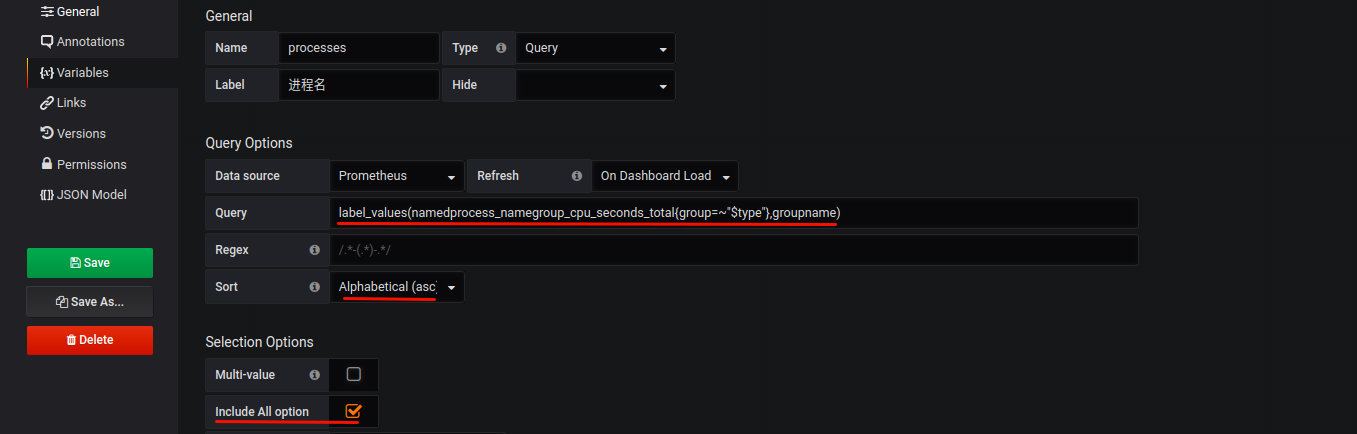 General
Annotations
Variables
Links
Versions
Permissions
JSON Model
Save
Save As...
Delete
General
Name processes Type Query
Label 进程名 Hide
Query Options
Data source Prometheus Refresh On Dashboard Load
Query label_values(namedprocess_namegroup_cpu_seconds_total{group=~"$type"},groupname)
Regex /.*-(.*)-.*/
Sort Alphabetical (asc)
Selection Options
Multi-value
Include All option